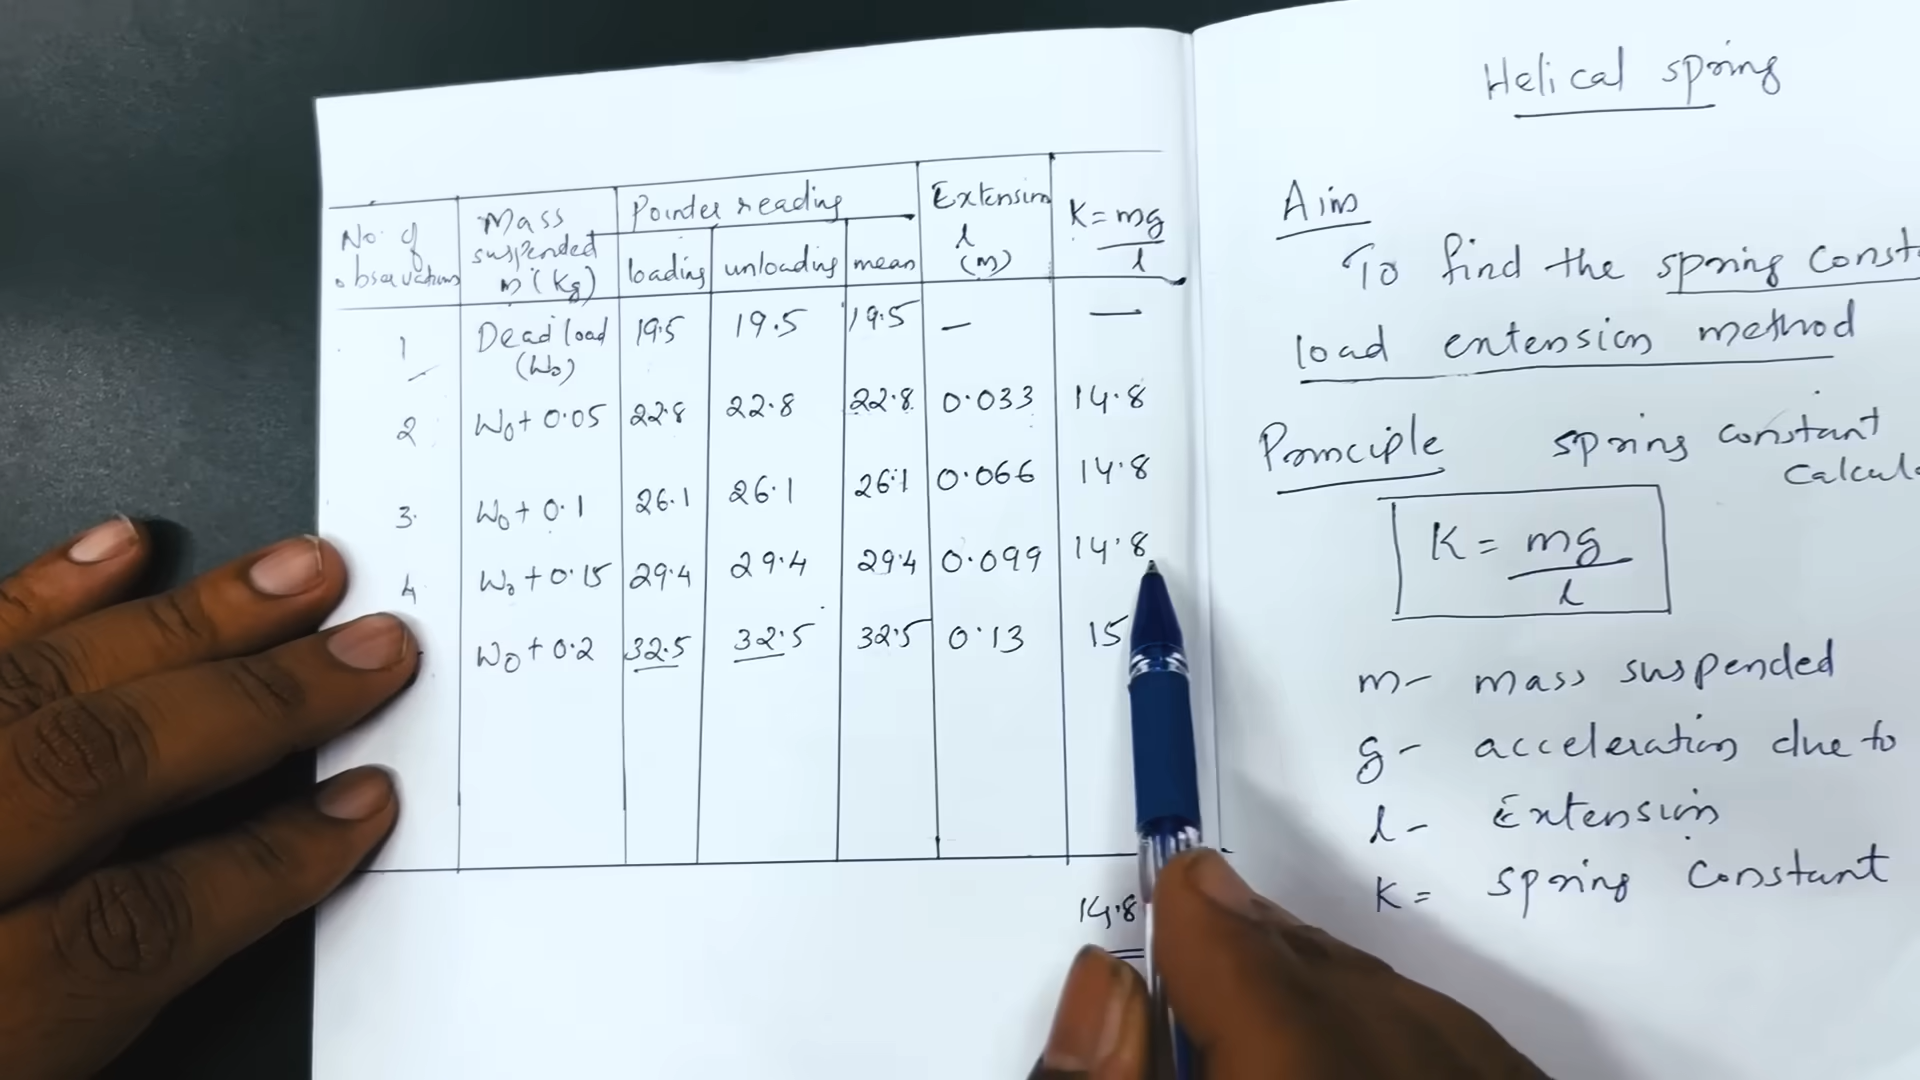 No. of observations
Mass suspended m (Kg)
Pointer reading
loading unloading mean
Extension l (m)
K = mg / l
1 Dead load (W₀) 19.5 19.5 19.5 — —
2 W₀ + 0.05 22.8 22.8 22.8 0.033 14.8
3. W₀ + 0.1 26.1 26.1 26.1 0.066 14.8
4 W₀ + 0.15 29.4 29.4 29.4 0.099 14.8
W₀ + 0.2 32.5 32.5 32.5 0.13 15
14.8
Helical spring
Aim
To find the spring Const
load extension method
Principle spring constant
Calcul
K = mg / l
m - mass suspended
g - acceleration due to
l - Extension
K = spring constant